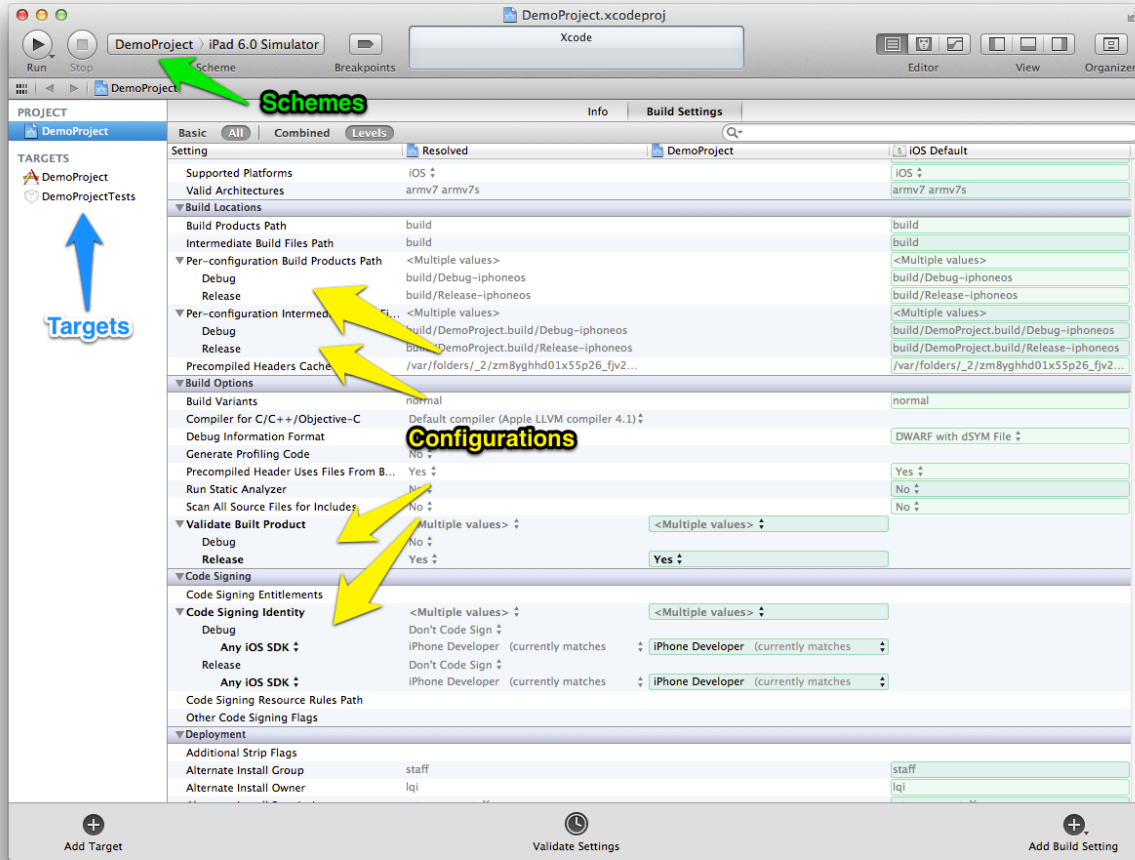 DemoProject.xcodeproj
DemoProject iPad 6.0 Simulator
Xcode
Run Stop Scheme Breakpoints Editor View Organizer
DemoProject
Schemes
PROJECT
DemoProject
TARGETS
DemoProject
DemoProjectTests
Targets
Info Build Settings
Basic All Combined Levels
Setting Resolved DemoProject iOS Default
Supported Platforms iOS iOS
Valid Architectures armv7 armv7s armv7 armv7s
Build Locations
Build Products Path build build
Intermediate Build Files Path build build
Per-configuration Build Products Path <Multiple values> <Multiple values>
Debug build/Debug-iphoneos build/Debug-iphoneos
Release build/Release-iphoneos build/Release-iphoneos
Per-configuration <Multiple values> <Multiple values>
Debug build/DemoProject.build/Debug-iphoneos build/DemoProject.build/Debug-iphoneos
Release build/DemoProject.build/Release-iphoneos build/DemoProject.build/Release-iphoneos
Precompiled Headers Cache /var/folders/_2/zm8yghhd01x55p26_fjv2... /var/folders/_2/zm8yghhd01x55p26_fjv2...
Build Options
Build Variants normal normal
Compiler for C/C++/Objective-C Default compiler (Apple LLVM compiler 4.1)
Debug Information Format DWARF with dSYM File
Configurations
Generate Profiling Code No
Precompiled Header Uses Files From B... Yes Yes
Run Static Analyzer No No
Scan All Source Files for Includes No No
Validate Built Product <Multiple values> <Multiple values>
Debug No
Release Yes Yes
Code Signing
Code Signing Entitlements
Code Signing Identity <Multiple values> <Multiple values>
Debug Don't Code Sign
Any iOS SDK iPhone Developer (currently matches iPhone Developer (currently matches
Release Don't Code Sign
Any iOS SDK iPhone Developer (currently matches iPhone Developer (currently matches
Code Signing Resource Rules Path
Other Code Signing Flags
Deployment
Additional Strip Flags
Alternate Install Group staff staff
Alternate Install Owner lqi lqi
Add Target Validate Settings Add Build Setting